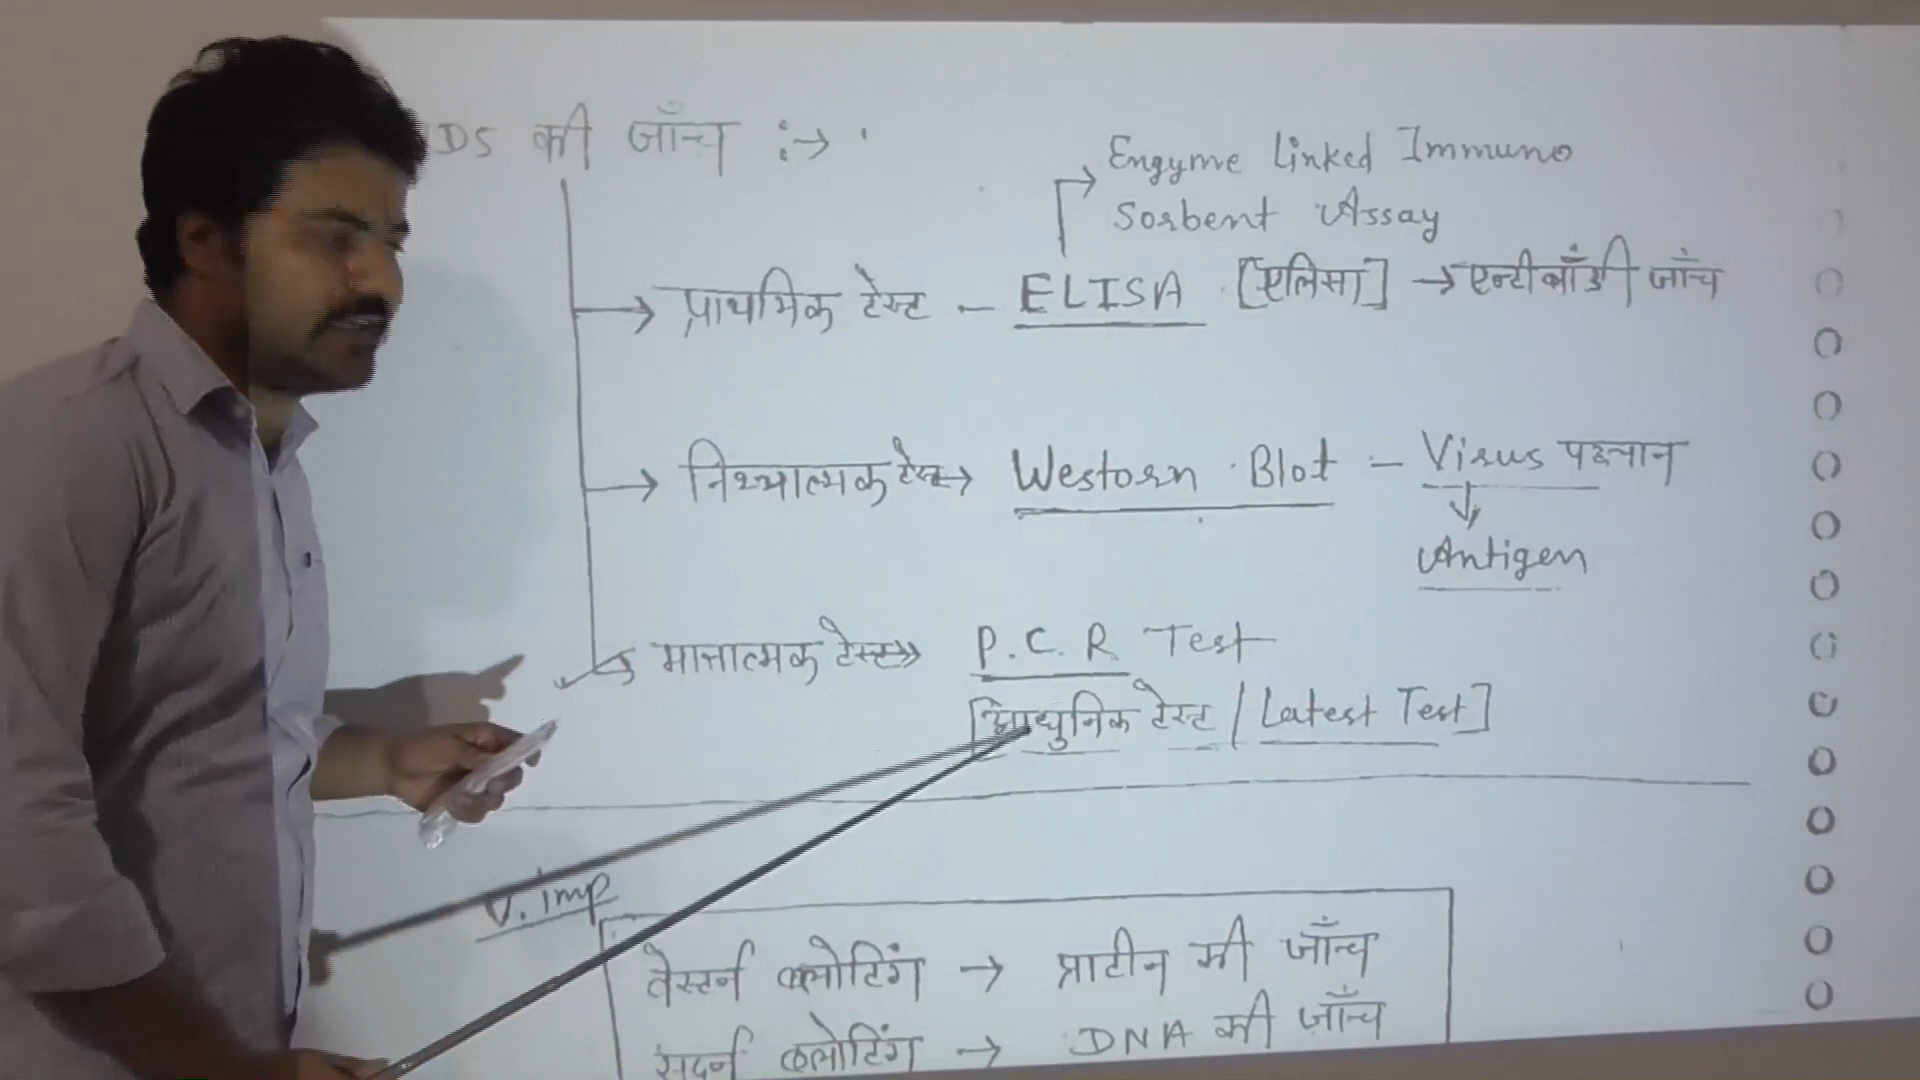 DS की जाँच :→
Engyme Linked Immuno
Sorbent Assay
प्राथमिक टेस्ट – ELISA [एलिसा] → एन्टीबॉडी जाँच
निश्चात्मक टेस्ट → Westorn Blot – Virus पहचान
Antigen
मात्रात्मक टेस्ट → P.C.R Test
[आधुनिक टेस्ट / Latest Test]
V. imp
वेस्टर्न ब्लोटिंग → प्राटीन की जाँच
सदर्न ब्लोटिंग → DNA की जाँच